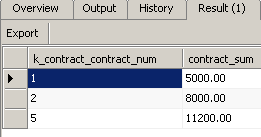 Overview Output History Result (1)
Export
k_contract_contract_num contract_sum
1 5000.00
2 8000.00
5 11200.00